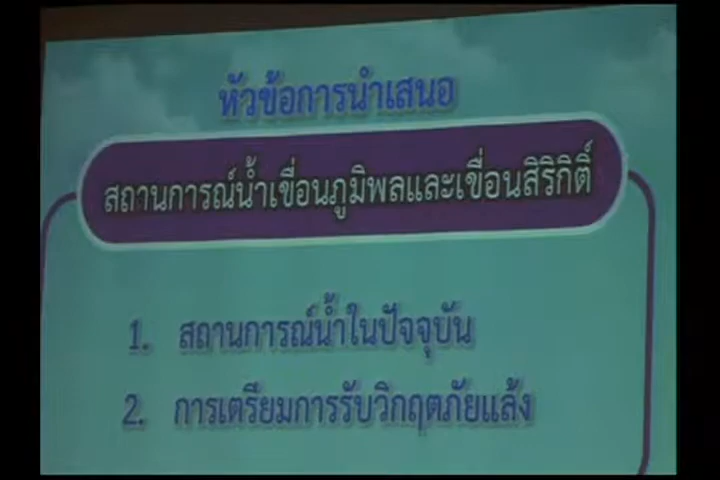 หัวข้อการนำเสนอ
สถานการณ์น้ำเขื่อนภูมิพลและเขื่อนสิริกิติ์
1. สถานการณ์น้ำในปัจจุบัน
2. การเตรียมการรับวิกฤตภัยแล้ง